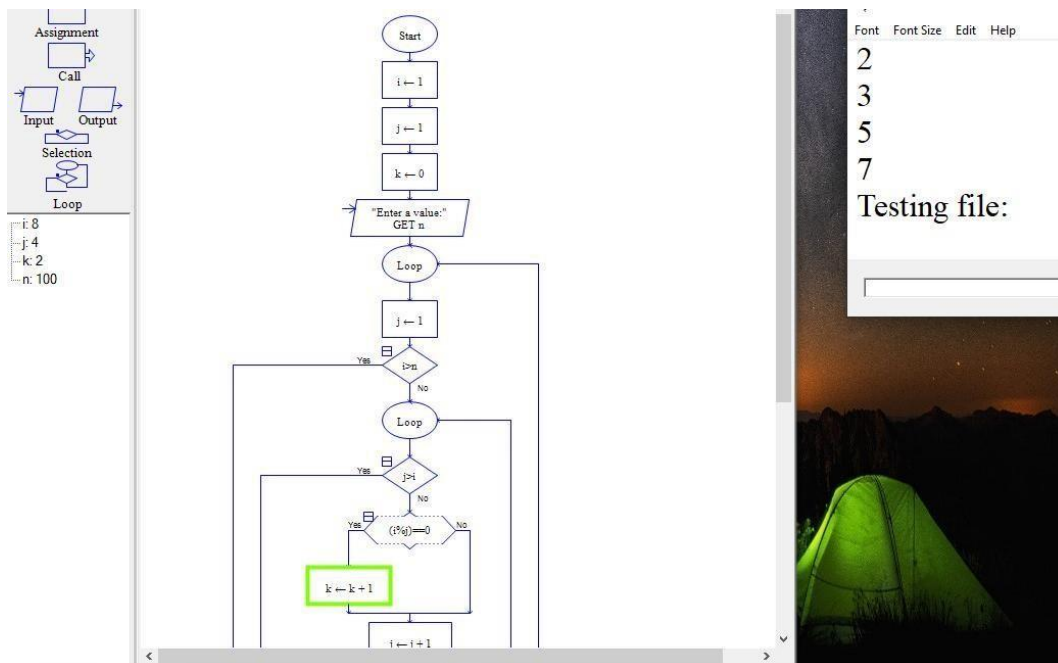 Assignment
Call
Input Output
Selection
Loop
i: 8
j: 4
k: 2
n: 100
Start
i ← 1
j ← 1
k ← 0
"Enter a value:"
GET n
Loop
j ← 1
Yes i>n
No
Loop
Yes j>i
No
Yes (i%j)==0 No
k ← k + 1
Font Font Size Edit Help
2
3
5
7
Testing file: